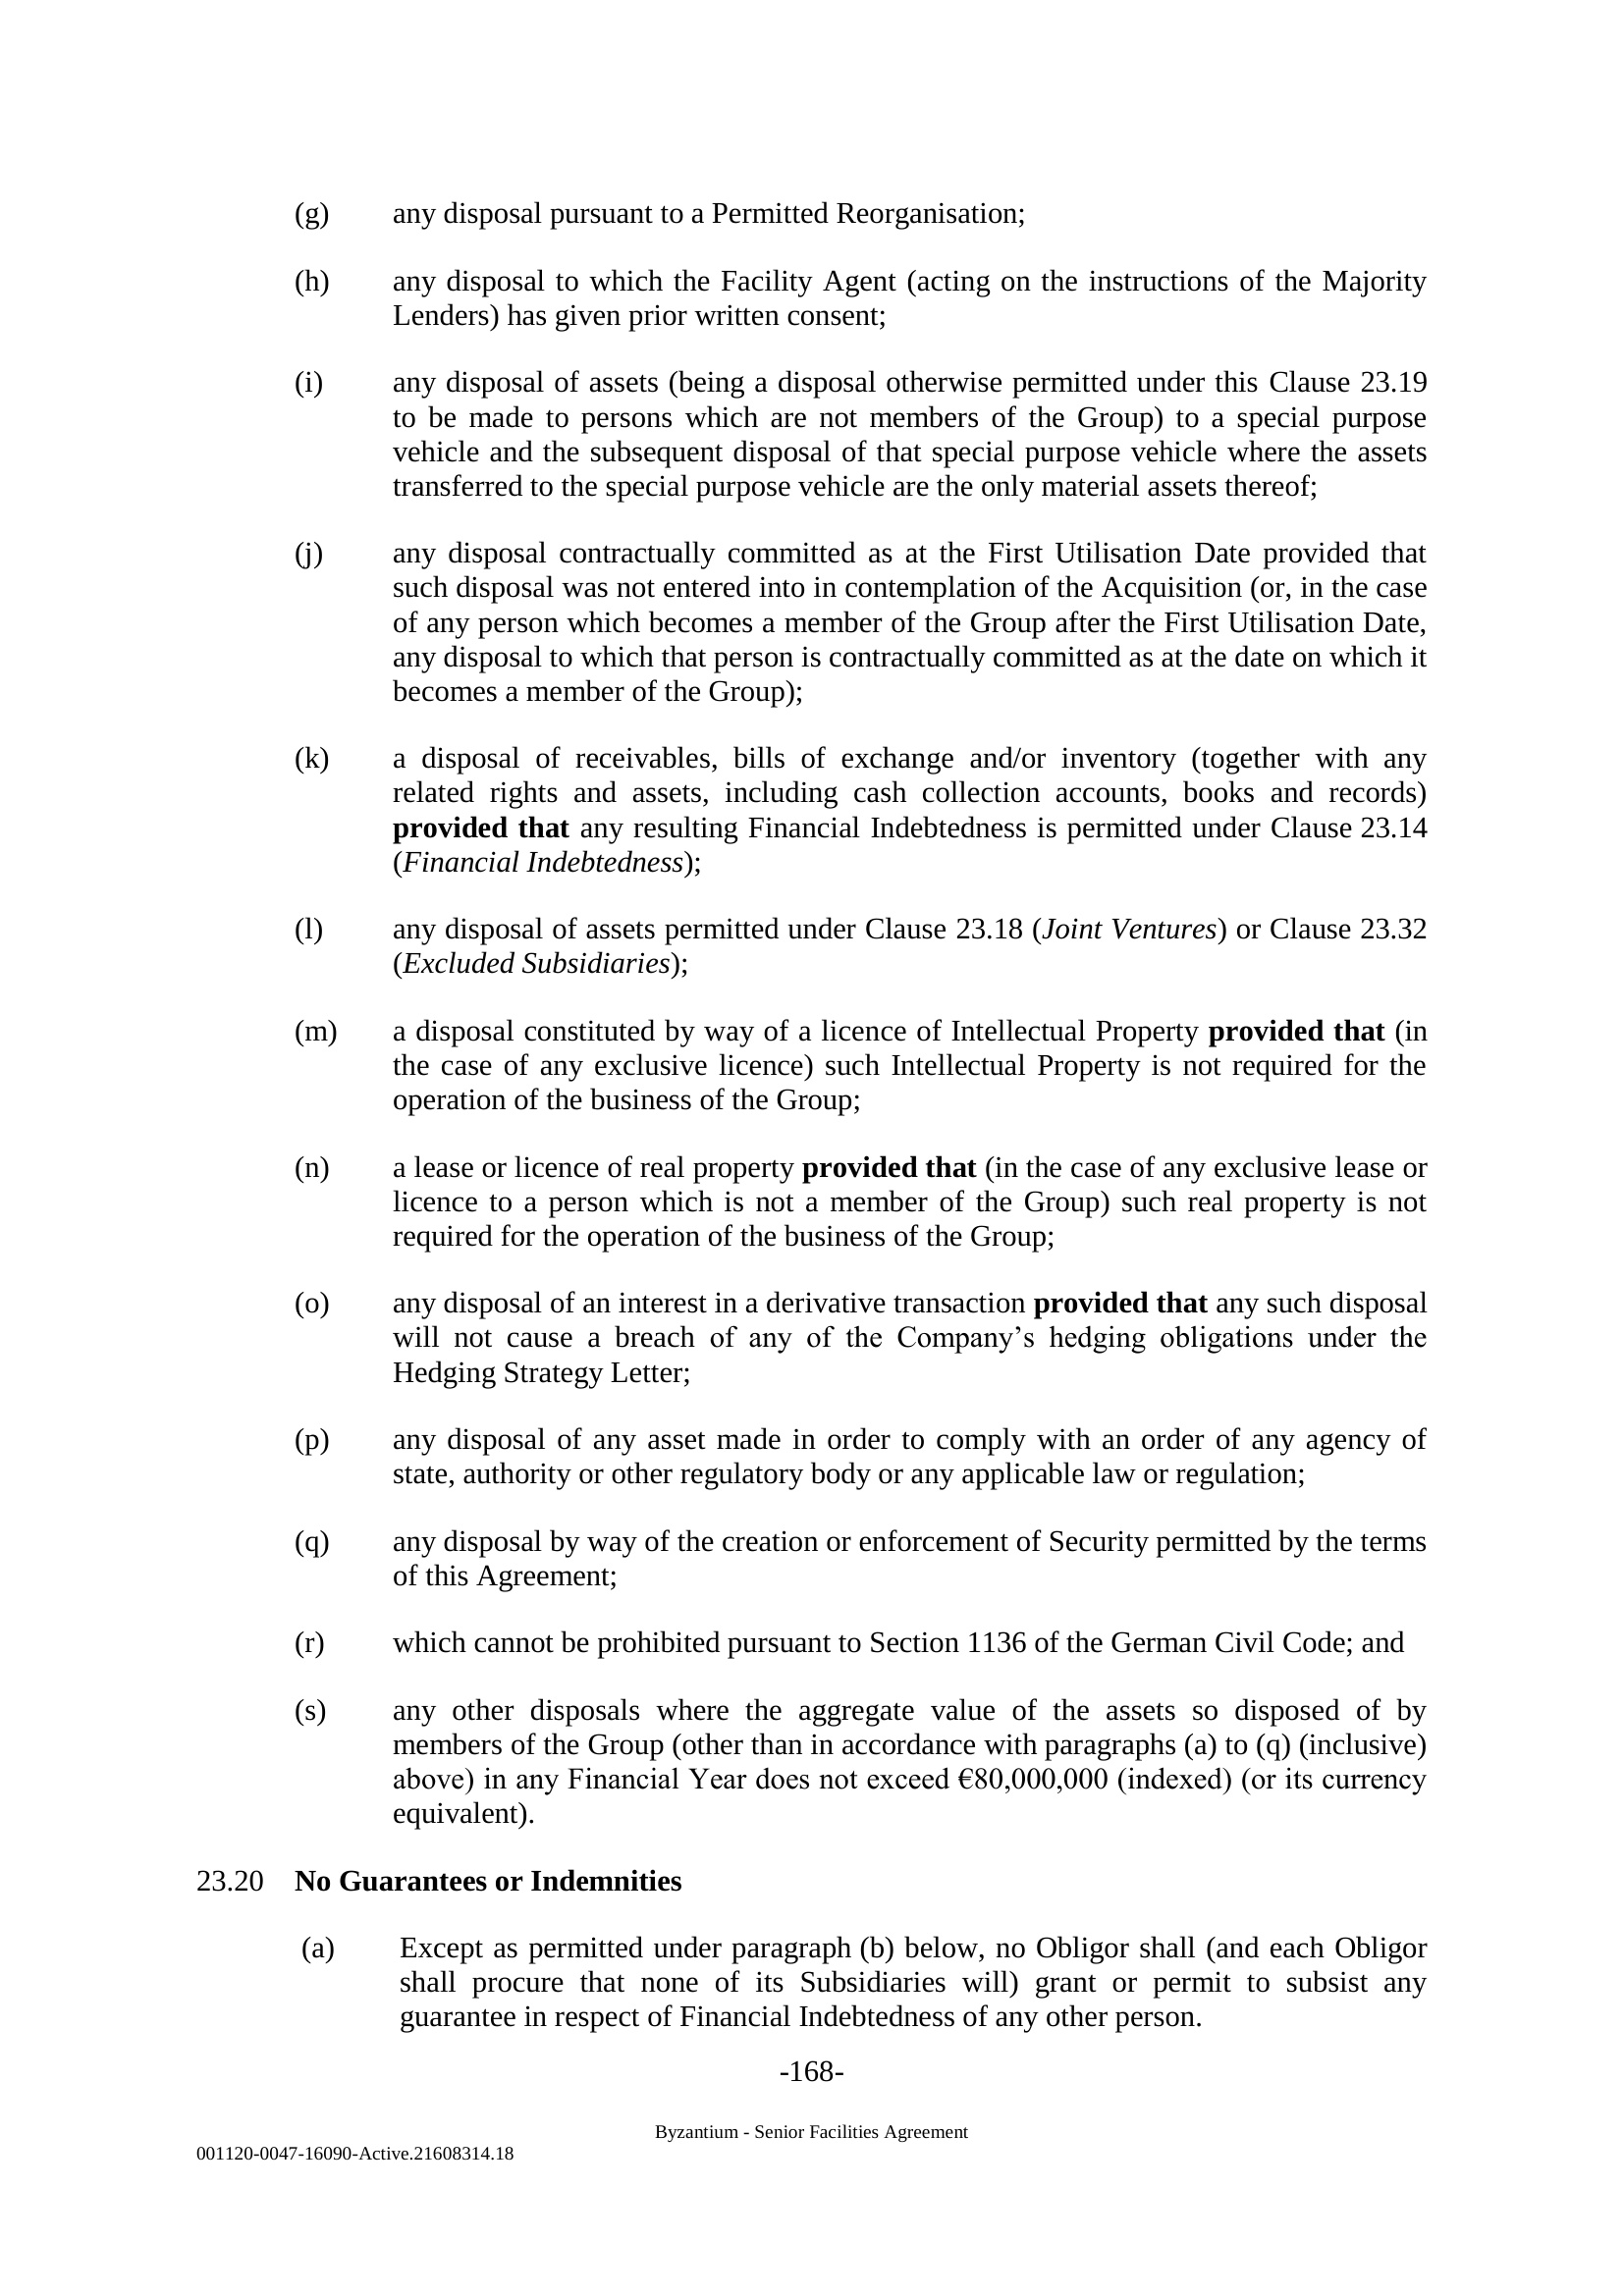 (g) any disposal pursuant to a Permitted Reorganisation;
(h) any disposal to which the Facility Agent (acting on the instructions of the Majority
Lenders) has given prior written consent;
(i) any disposal of assets (being a disposal otherwise permitted under this Clause 23.19
to be made to persons which are not members of the Group) to a special purpose
vehicle and the subsequent disposal of that special purpose vehicle where the assets
transferred to the special purpose vehicle are the only material assets thereof;
(j) any disposal contractually committed as at the First Utilisation Date provided that
such disposal was not entered into in contemplation of the Acquisition (or, in the case
of any person which becomes a member of the Group after the First Utilisation Date,
any disposal to which that person is contractually committed as at the date on which it
becomes a member of the Group);
(k) a disposal of receivables, bills of exchange and/or inventory (together with any
related rights and assets, including cash collection accounts, books and records)
provided that any resulting Financial Indebtedness is permitted under Clause 23.14
(Financial Indebtedness);
(l) any disposal of assets permitted under Clause 23.18 (Joint Ventures) or Clause 23.32
(Excluded Subsidiaries);
(m) a disposal constituted by way of a licence of Intellectual Property provided that (in
the case of any exclusive licence) such Intellectual Property is not required for the
operation of the business of the Group;
(n) a lease or licence of real property provided that (in the case of any exclusive lease or
licence to a person which is not a member of the Group) such real property is not
required for the operation of the business of the Group;
(o) any disposal of an interest in a derivative transaction provided that any such disposal
will not cause a breach of any of the Company’s hedging obligations under the
Hedging Strategy Letter;
(p) any disposal of any asset made in order to comply with an order of any agency of
state, authority or other regulatory body or any applicable law or regulation;
(q) any disposal by way of the creation or enforcement of Security permitted by the terms
of this Agreement;
(r) which cannot be prohibited pursuant to Section 1136 of the German Civil Code; and
(s) any other disposals where the aggregate value of the assets so disposed of by
members of the Group (other than in accordance with paragraphs (a) to (q) (inclusive)
above) in any Financial Year does not exceed €80,000,000 (indexed) (or its currency
equivalent).
23.20 No Guarantees or Indemnities
(a) Except as permitted under paragraph (b) below, no Obligor shall (and each Obligor
shall procure that none of its Subsidiaries will) grant or permit to subsist any
guarantee in respect of Financial Indebtedness of any other person.
-168-
Byzantium - Senior Facilities Agreement
001120-0047-16090-Active.21608314.18